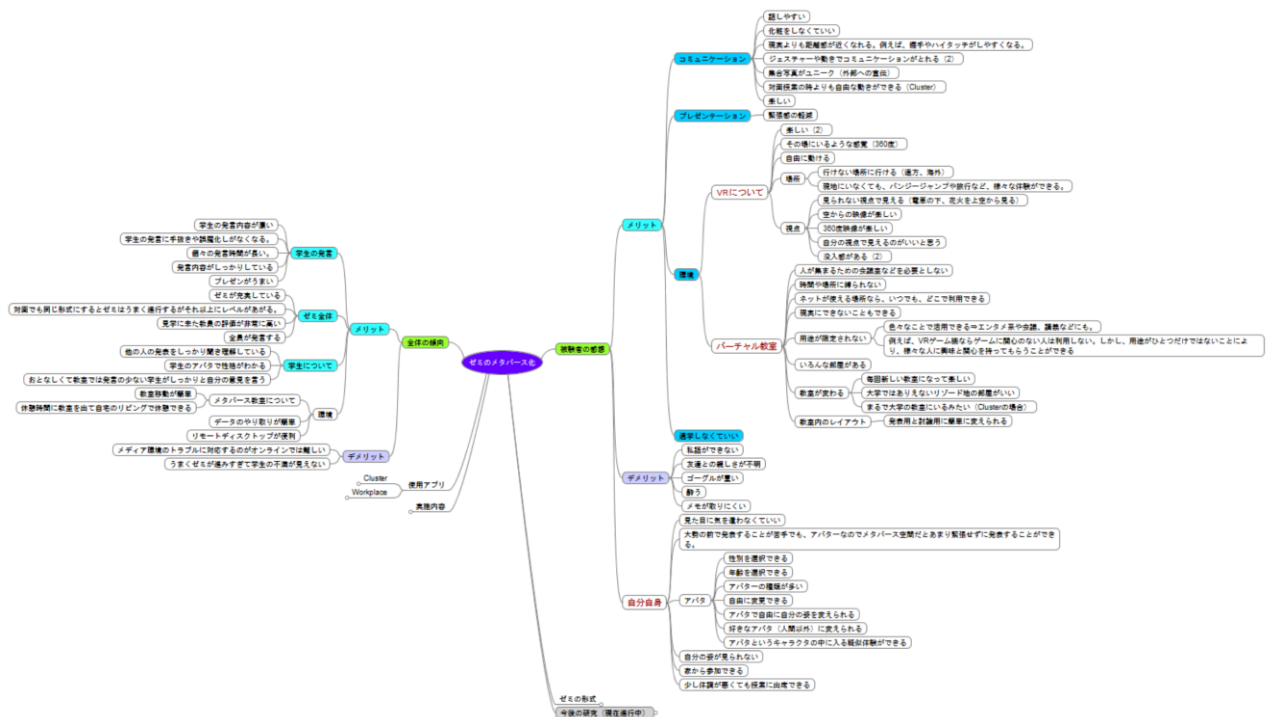 ゼミのメタバース化
被験者の感想
メリット
コミュニケーション
話しやすい
化粧をしなくていい
現実よりも距離感が近くなれる。例えば、握手やハイタッチがしやすくなる。
ジェスチャーや動きでコミュニケーションがとれる（2）
集合写真がユニーク（外部への宣伝）
対面授業の時よりも自由な動きができる（Cluster）
楽しい
プレゼンテーション
緊張感の軽減
環境
VRについて
楽しい（2）
その場にいるような感覚（360度）
自由に動ける
場所
行けない場所に行ける（遠方、海外）
現地にいなくても、バンジージャンプや旅行など、様々な体験ができる。
視点
見られない視点で見える（電車の下、花火を上空から見る）
空からの映像が楽しい
360度映像が楽しい
自分の視点で見えるのがいいと思う
没入感がある（2）
バーチャル教室
人が集まるための会議室などを必要としない
時間や場所に縛られない
ネットが使える場所なら、いつでも、どこで利用できる
現実にできないこともできる
用途が限定されない
色々なことで活用できる⇒エンタメ系や会議、講義などにも。
例えば、VRゲーム機ならゲームに関心のない人は利用しない。しかし、用途がひとつだけではないことによ
り、様々な人に興味と関心を持ってもらうことができる
いろんな部屋がある
教室が変わる
毎回新しい教室になって楽しい
大学ではありえないリゾート地の部屋がいい
まるで大学の教室にいるみたい（Clusterの場合）
教室内のレイアウト
発表用と討論用に簡単に変えられる
通学しなくていい
デメリット
私語ができない
友達との親しさが不明
ゴーグルが重い
酔う
メモが取りにくい
自分自身
見た目に気を遣わなくていい
大勢の前で発表することが苦手でも、アバターなのでメタバース空間だとあまり緊張せずに発表することができ
る。
アバタ
性別を選択できる
年齢を選択できる
アバターの種類が多い
自由に変更できる
アバタで自由に自分の姿を変えられる
好きなアバタ（人間以外）に変えられる
アバタというキャラクタの中に入る疑似体験ができる
自分の姿が見られない
家から参加できる
少し体調が悪くても授業に出席できる
全体の傾向
メリット
学生の発言
学生の発言内容が濃い
学生の発言に手抜きや誤魔化しがなくなる。
個々の発言時間が長い。
発言内容がしっかりしている
プレゼンがうまい
ゼミ全体
ゼミが充実している
対面でも同じ形式にするとゼミはうまく進行するがそれ以上にレベルがあがる。
見学に来た教員の評価が非常に高い
全員が発言する
学生について
他の人の発表をしっかり聞き理解している
学生のアバタで性格がわかる
おとなしくて教室では発言の少ない学生がしっかりと自分の意見を言う
環境
メタバース教室について
教室移動が簡単
休憩時間に教室を出て自宅のリビングで休憩できる
データのやり取りが簡単
リモートディスクトップが便利
デメリット
メディア環境のトラブルに対応するのがオンラインでは難しい
うまくゼミが進みすぎて学生の不満が見えない
使用アプリ
Cluster
Workplace
実施内容
ゼミの形式
今後の研究（現在進行中）